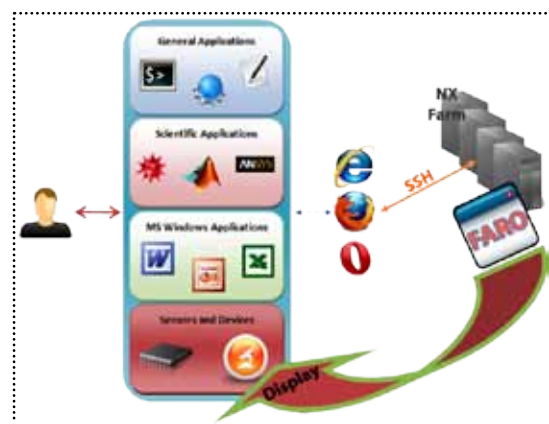 General Applications
$>
Scientific Applications
ANSYS
MS Windows Applications
W
X
Sensors and Devices
NX
Farm
SSH
FARO
Display